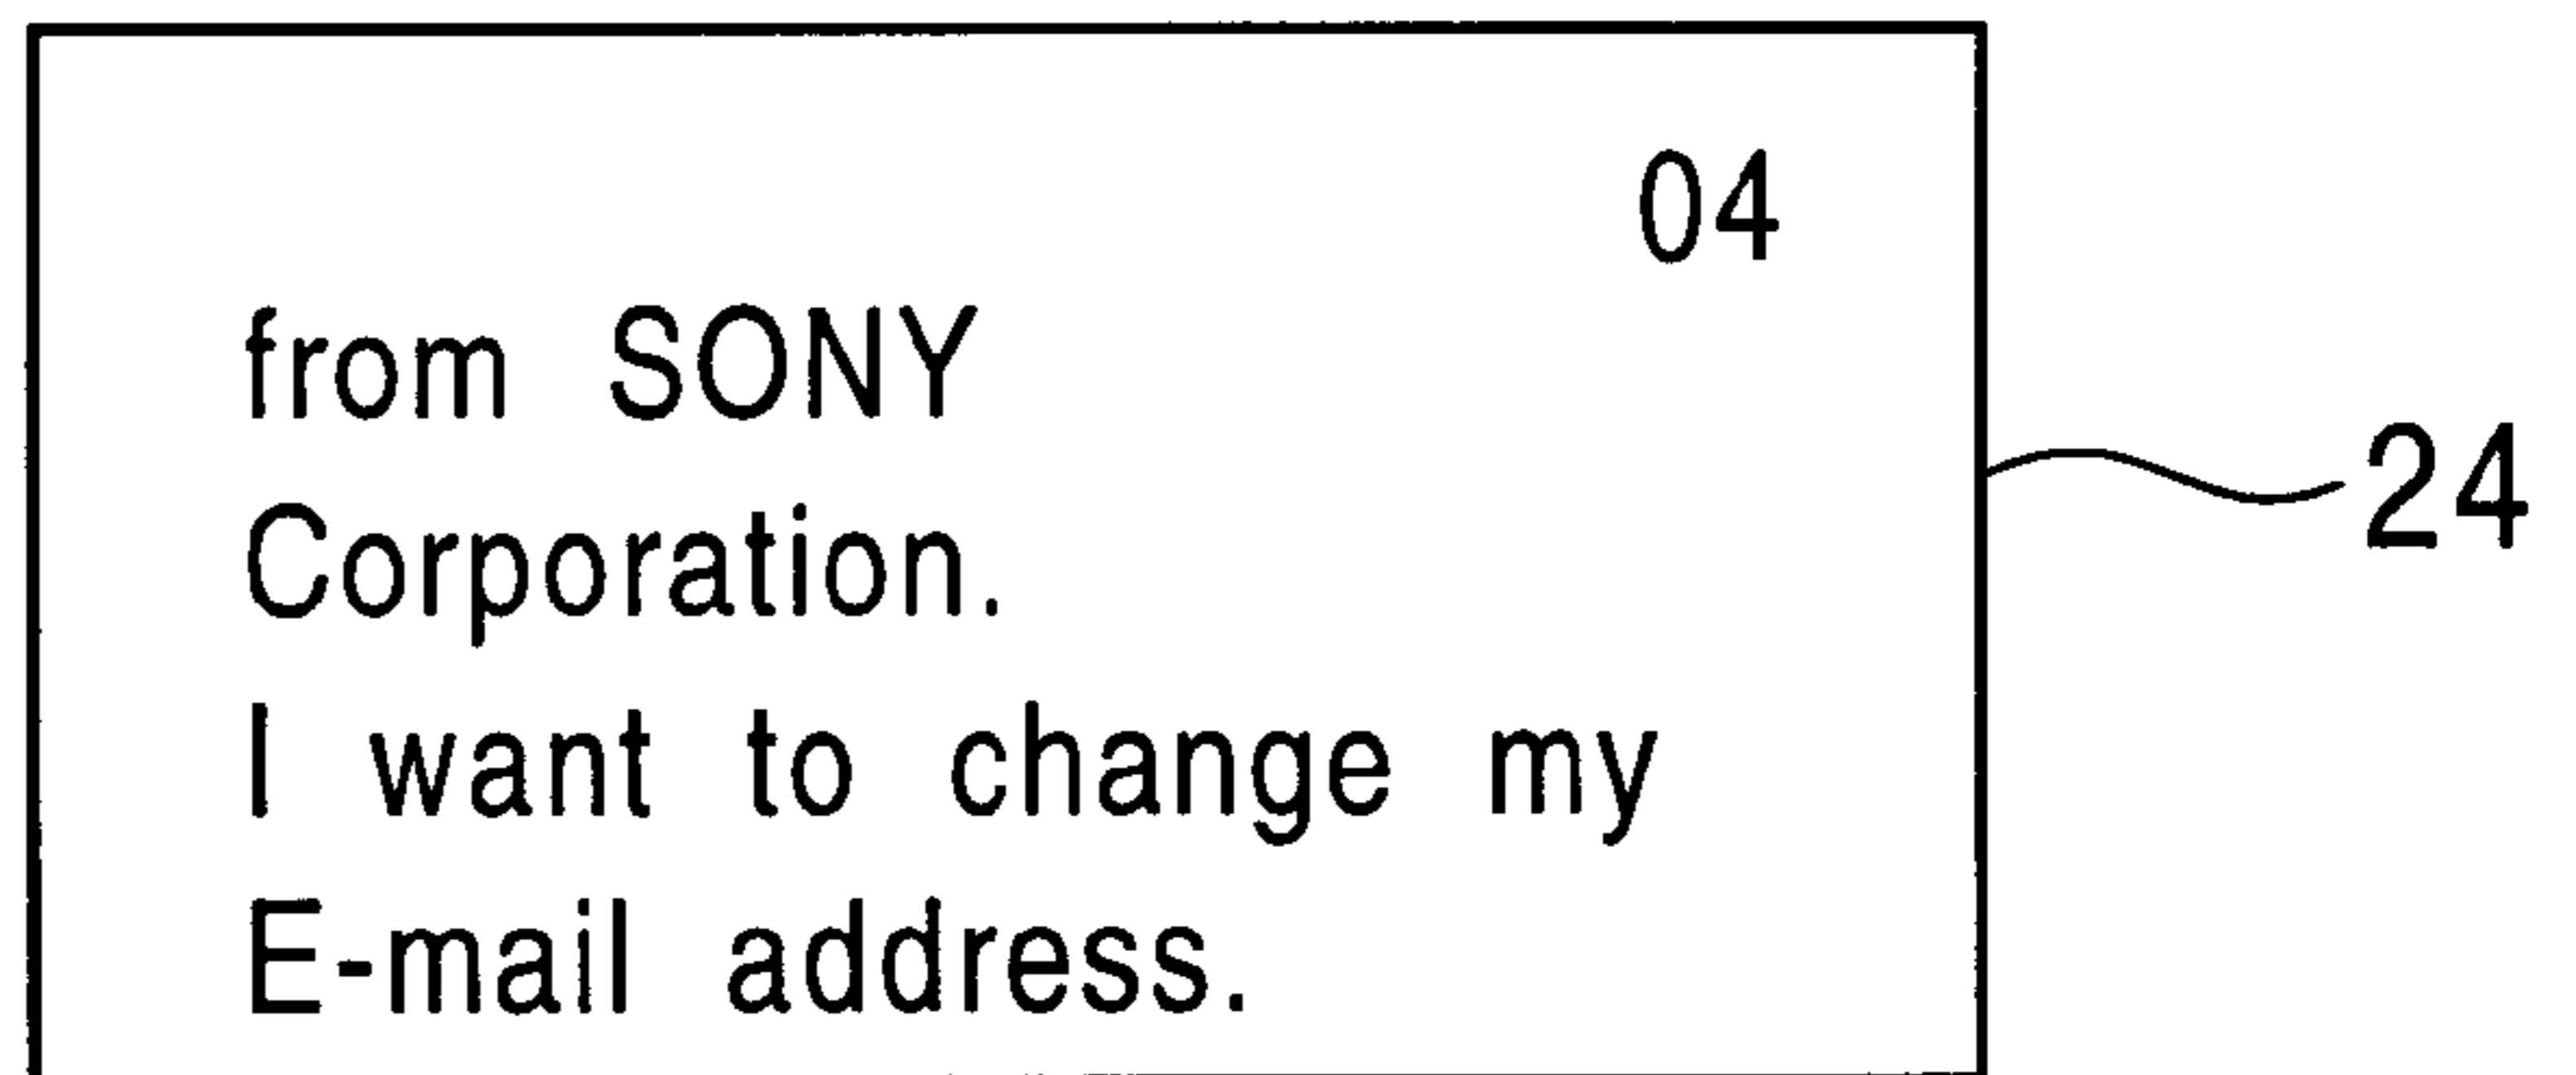 04
from SONY
Corporation.
24
I want to change my
E-mail address.